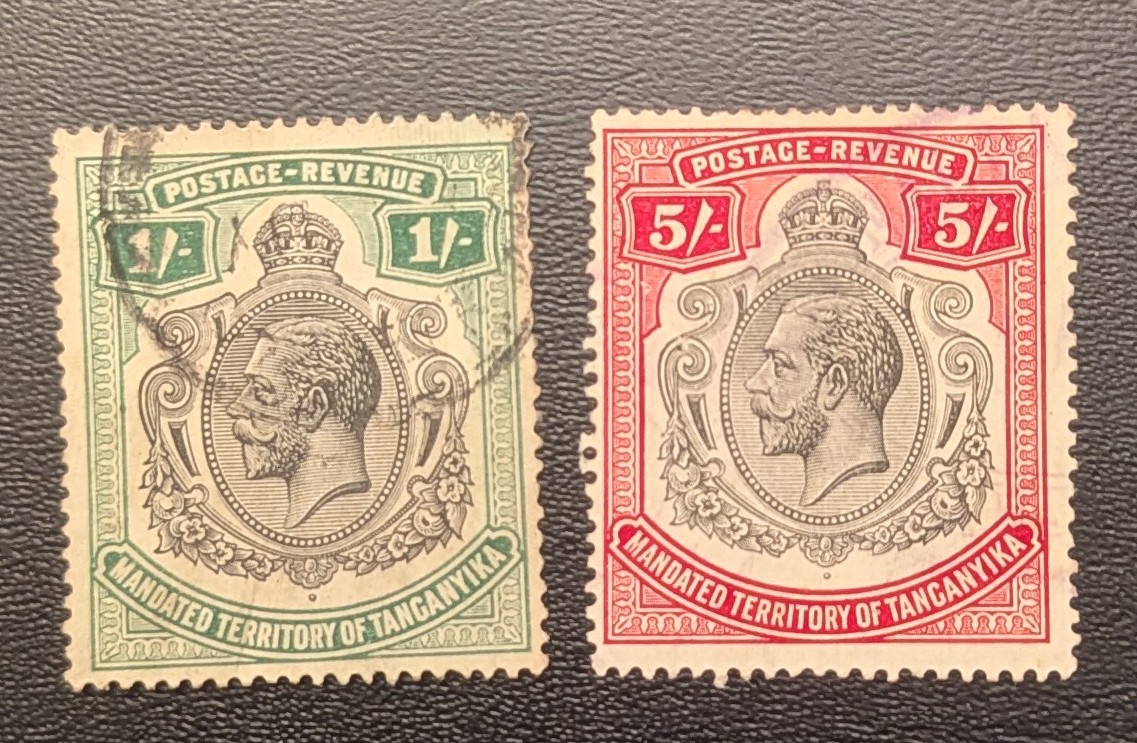 POSTAGE-REVENUE
1/- 1/-
MANDATED TERRITORY OF TANGANYIKA
POSTAGE-REVENUE
5/- 5/-
MANDATED TERRITORY OF TANGANYIKA